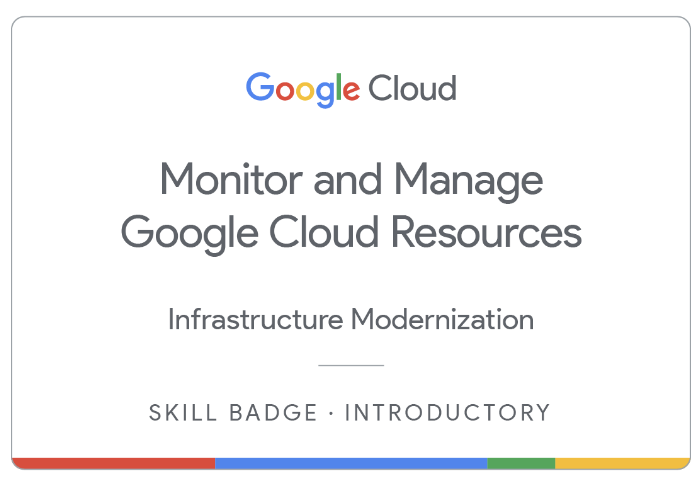 Google Cloud
Monitor and Manage
Google Cloud Resources
Infrastructure Modernization
SKILL BADGE · INTRODUCTORY